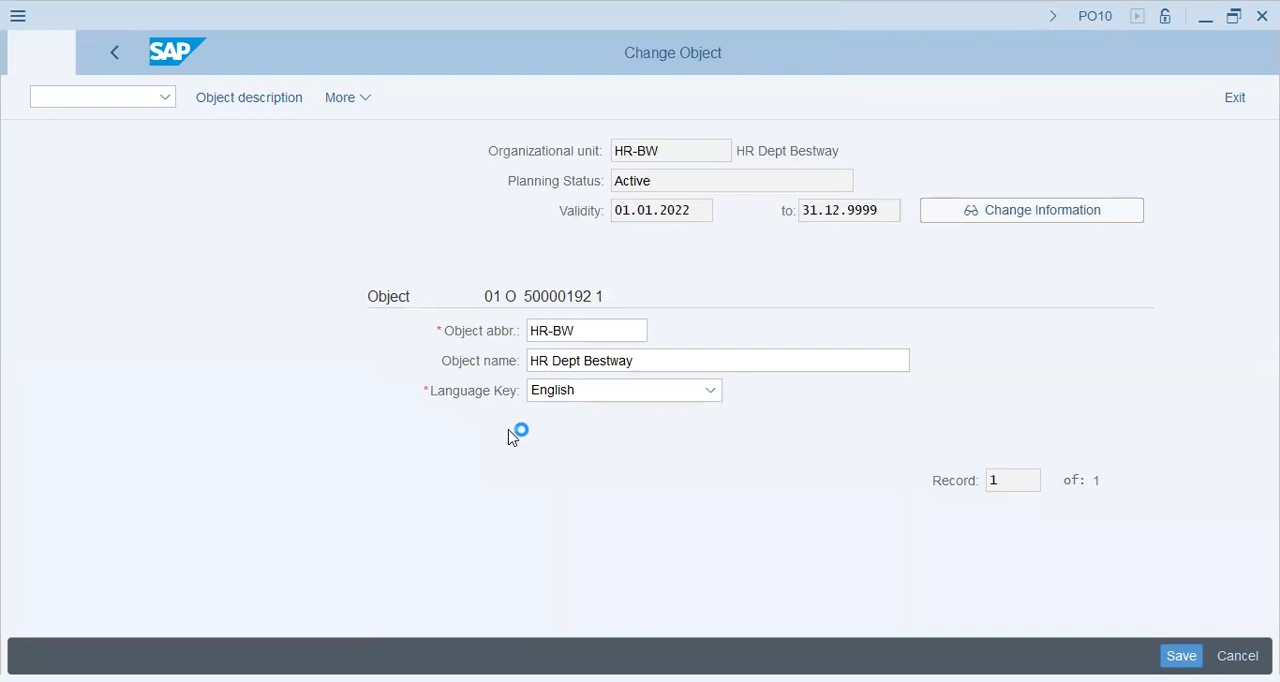 PO10
SAP
Change Object
Object description
More
Exit
Organizational unit: HR-BW HR Dept Bestway
Planning Status: Active
Validity: 01.01.2022 to: 31.12.9999 Change Information
Object 01 O 50000192 1
* Object abbr.: HR-BW
Object name: HR Dept Bestway
* Language Key: English
Record: 1 of: 1
Save Cancel